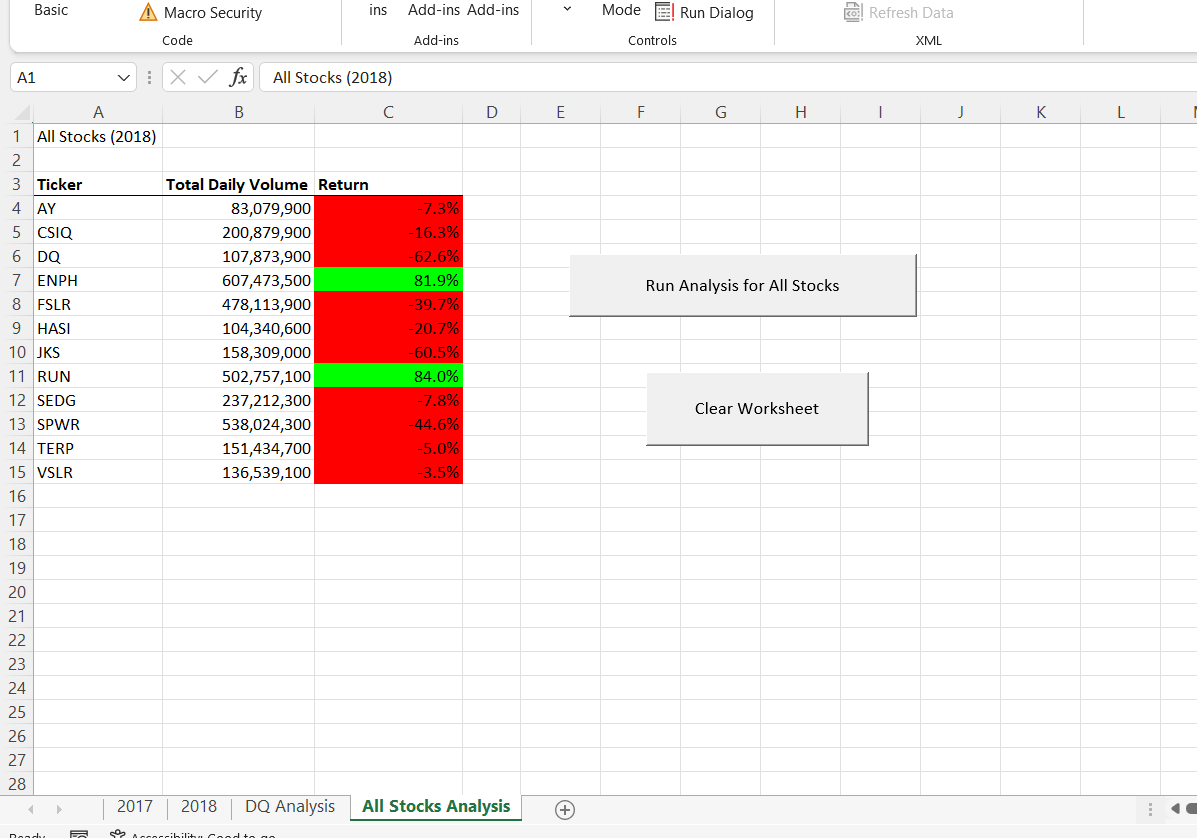 Basic
Macro Security
ins
Add-ins Add-ins
Mode
Run Dialog
Refresh Data
Code
Add-ins
Controls
XML
A1
fx
All Stocks (2018)
A B C D E F G H I J K L
1 All Stocks (2018)
2
3 Ticker Total Daily Volume Return
4 AY 83,079,900 -7.3%
5 CSIQ 200,879,900 -16.3%
6 DQ 107,873,900 -62.6%
7 ENPH 607,473,500 81.9%
8 FSLR 478,113,900 -39.7%
9 HASI 104,340,600 -20.7%
10 JKS 158,309,000 -60.5%
11 RUN 502,757,100 84.0%
12 SEDG 237,212,300 -7.8%
13 SPWR 538,024,300 -44.6%
14 TERP 151,434,700 -5.0%
15 VSLR 136,539,100 -3.5%
Run Analysis for All Stocks
Clear Worksheet
16
17
18
19
20
21
22
23
24
25
26
27
28
2017 2018 DQ Analysis All Stocks Analysis
Ready Accessibility: Good to go